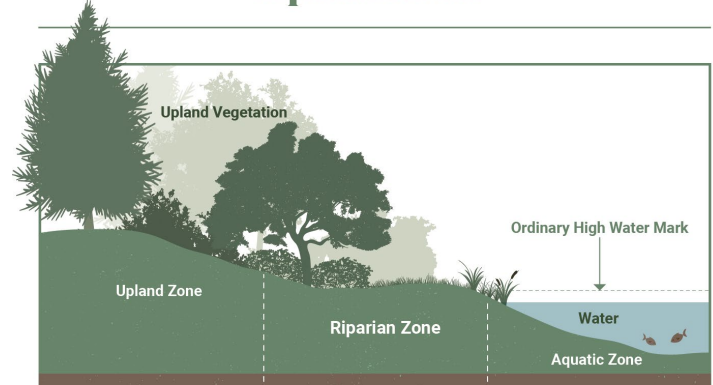 Upland Vegetation
Ordinary High Water Mark
Upland Zone
Water
Riparian Zone
Aquatic Zone